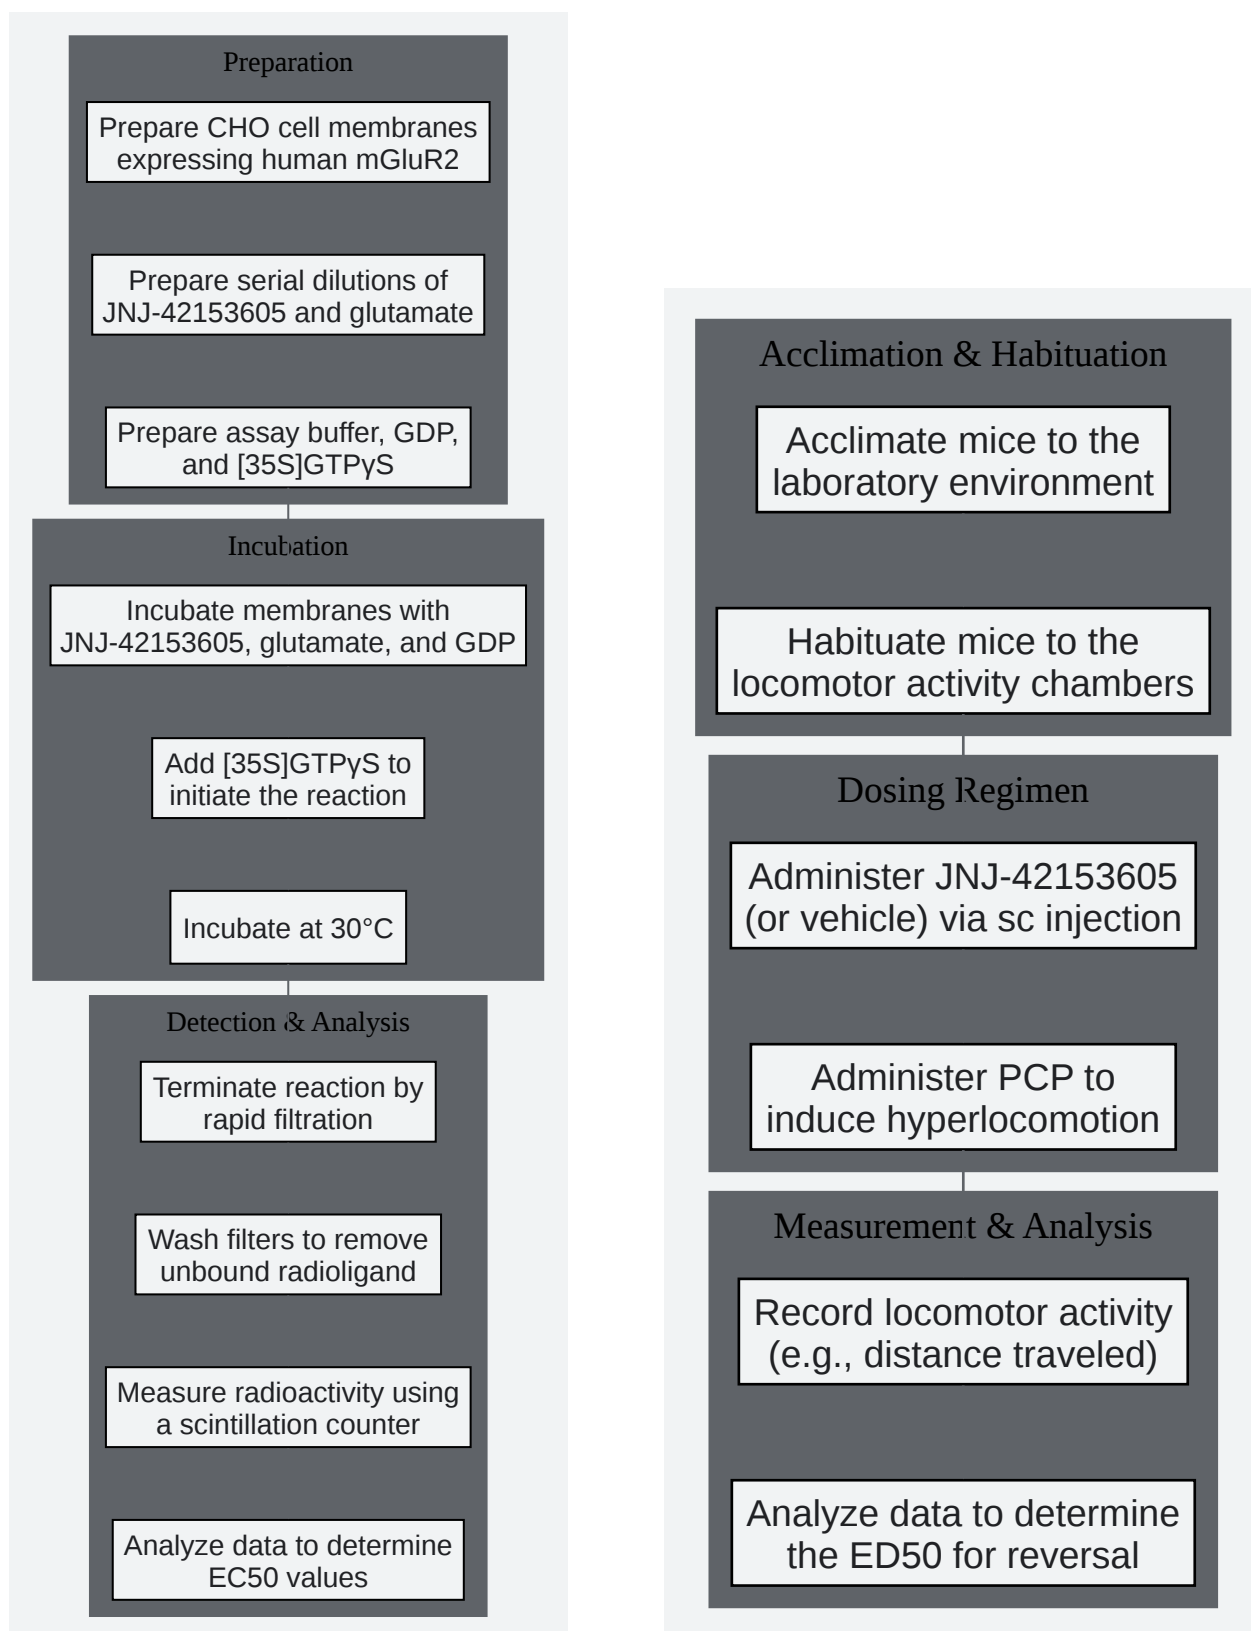 Preparation
Prepare CHO cell membranes
expressing human mGluR2
Prepare serial dilutions of
JNJ-42153605 and glutamate
Prepare assay buffer, GDP,
and [35S]GTPγS
Incubation
Incubate membranes with
JNJ-42153605, glutamate, and GDP
Add [35S]GTPγS to
initiate the reaction
Incubate at 30°C
Detection & Analysis
Terminate reaction by
rapid filtration
Wash filters to remove
unbound radioligand
Measure radioactivity using
a scintillation counter
Analyze data to determine
EC50 values
Acclimation & Habituation
Acclimate mice to the
laboratory environment
Habituate mice to the
locomotor activity chambers
Dosing Regimen
Administer JNJ-42153605
(or vehicle) via sc injection
Administer PCP to
induce hyperlocomotion
Measurement & Analysis
Record locomotor activity
(e.g., distance traveled)
Analyze data to determine
the ED50 for reversal